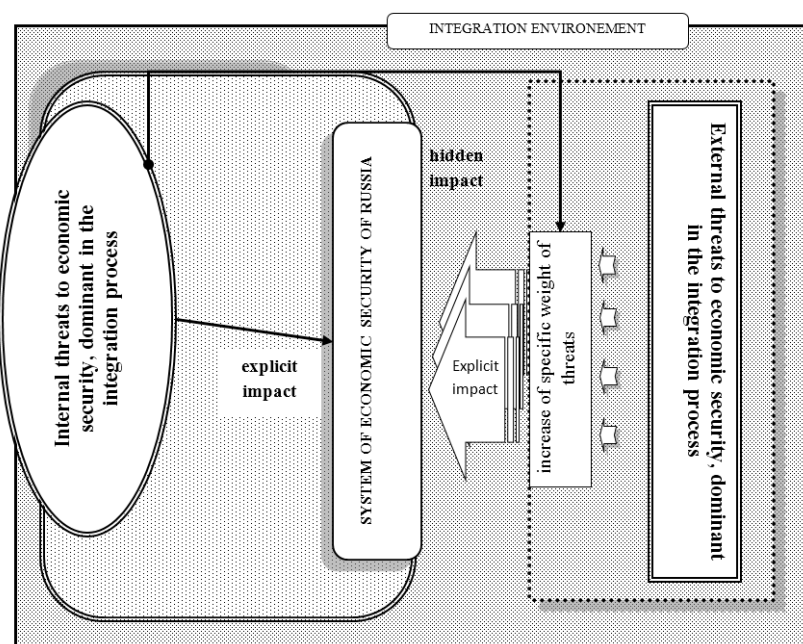 INTEGRATION ENVIRONEMENT
Internal threats to economic
security, dominant in the
integration process
explicit
impact
SYSTEM OF ECONOMIC SECURITY OF RUSSIA
hidden
impact
Explicit
impact
increase of specific weight of
threats
External threats to economic security, dominant
in the integration process